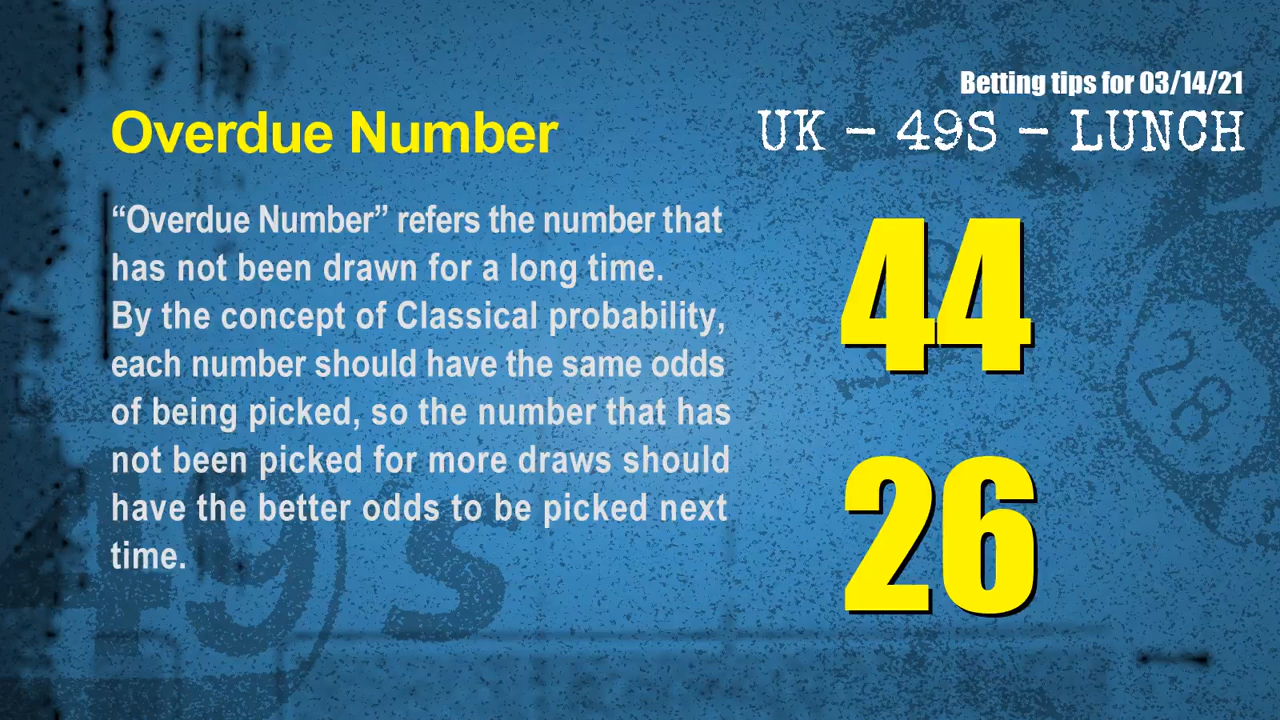 Betting tips for 03/14/21
UK - 49S - LUNCH
Overdue Number
“Overdue Number” refers the number that
has not been drawn for a long time.
By the concept of Classical probability,
each number should have the same odds
of being picked, so the number that has
not been picked for more draws should
have the better odds to be picked next
time.
44
26
28
49's